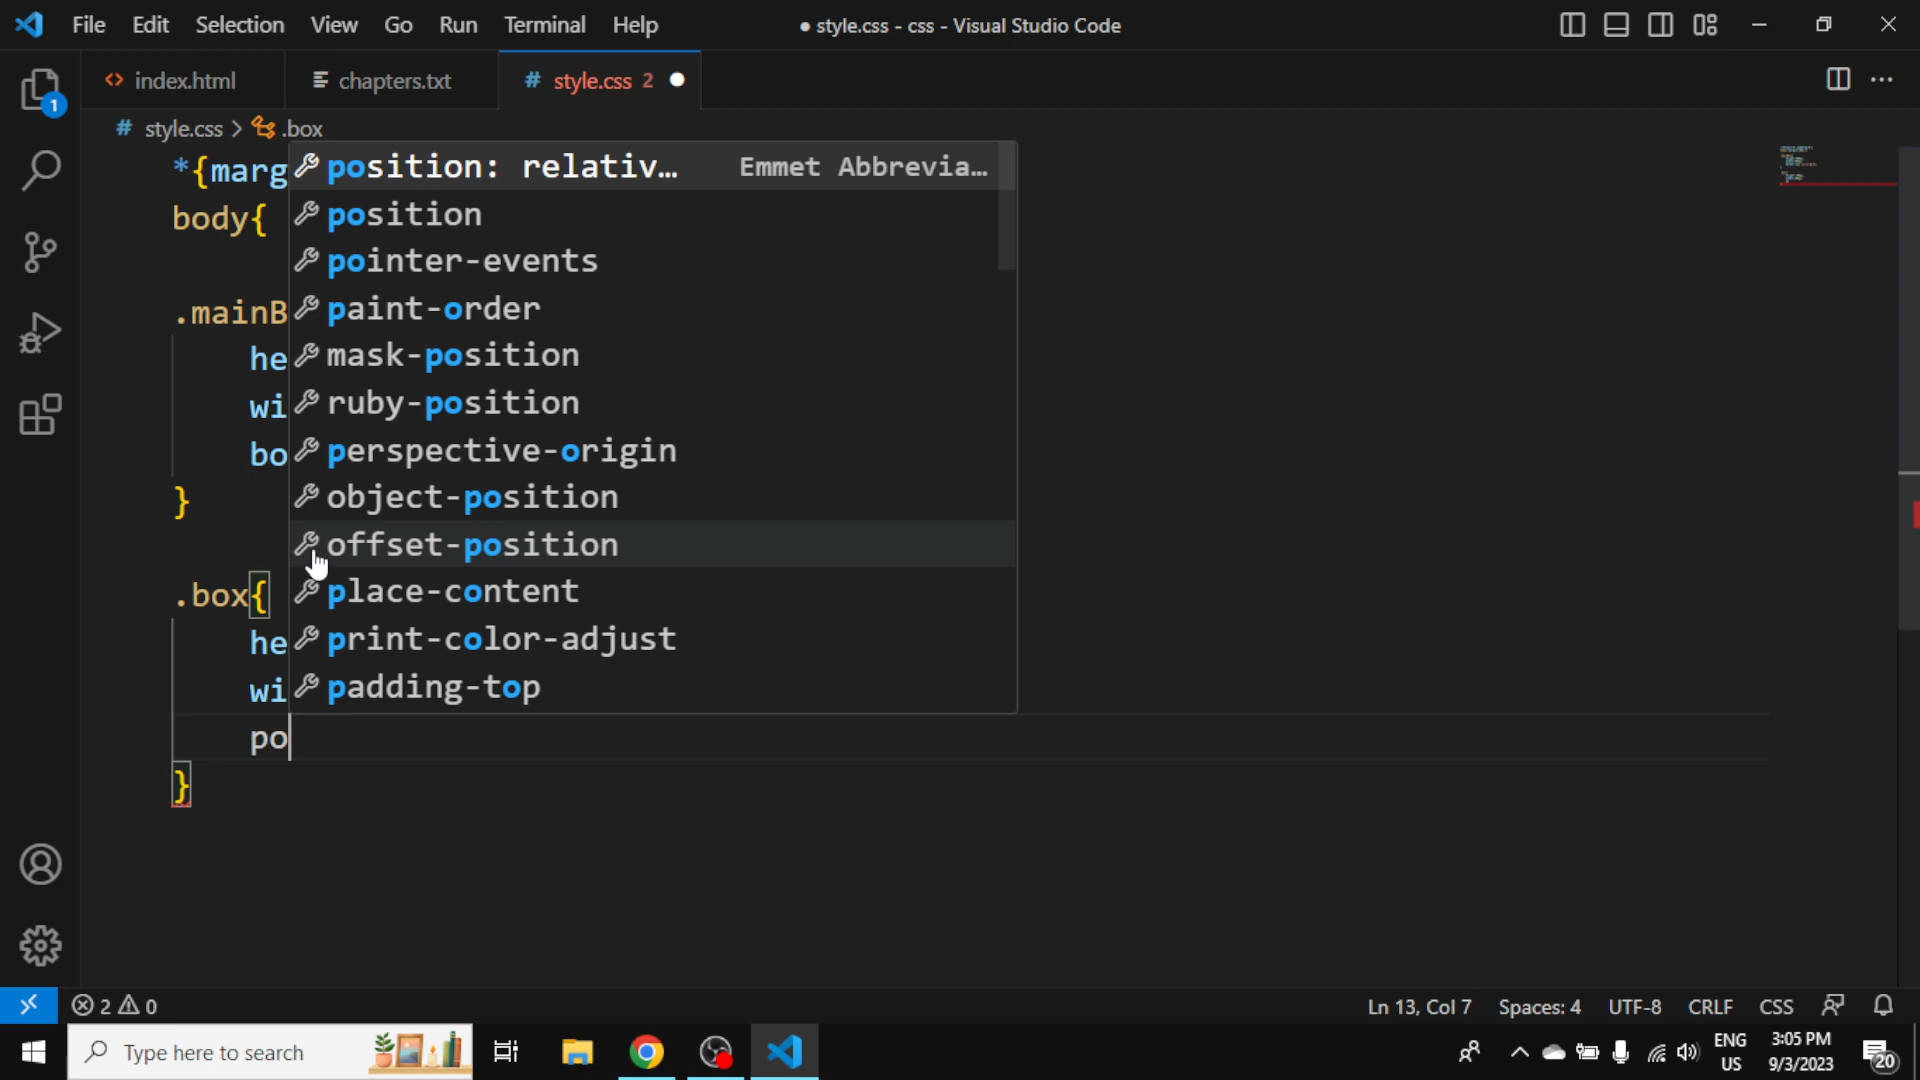 File Edit Selection View Go Run Terminal Help ● style.css - css - Visual Studio Code
1
index.html chapters.txt # style.css 2
# style.css > .box
*{marg
position: relativ... Emmet Abbrevia...
body{
position
pointer-events
.mainB
paint-order
he
mask-position
wi
ruby-position
bo
perspective-origin
}
object-position
offset-position
.box{
place-content
he
print-color-adjust
wi
padding-top
po
}
2 0 Ln 13, Col 7 Spaces: 4 UTF-8 CRLF CSS
Type here to search
ENG
US
3:05 PM
9/3/2023
20